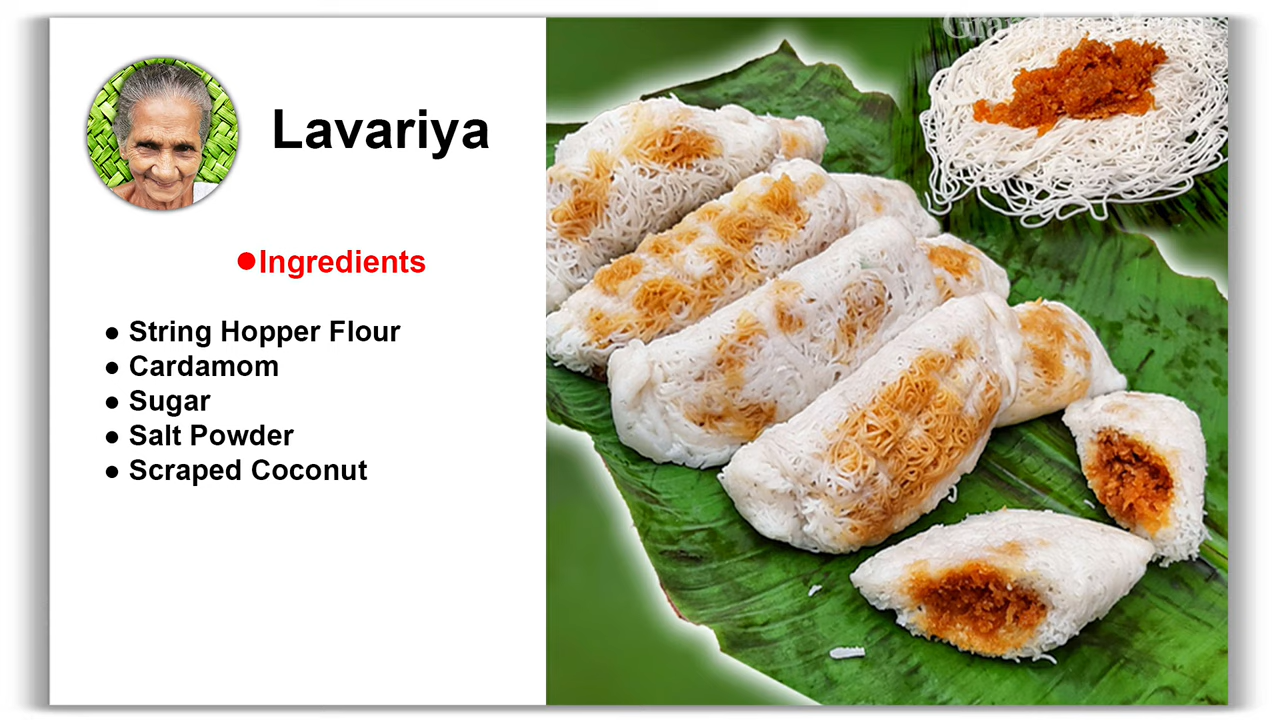 Lavariya
●Ingredients
● String Hopper Flour
● Cardamom
● Sugar
● Salt Powder
● Scraped Coconut